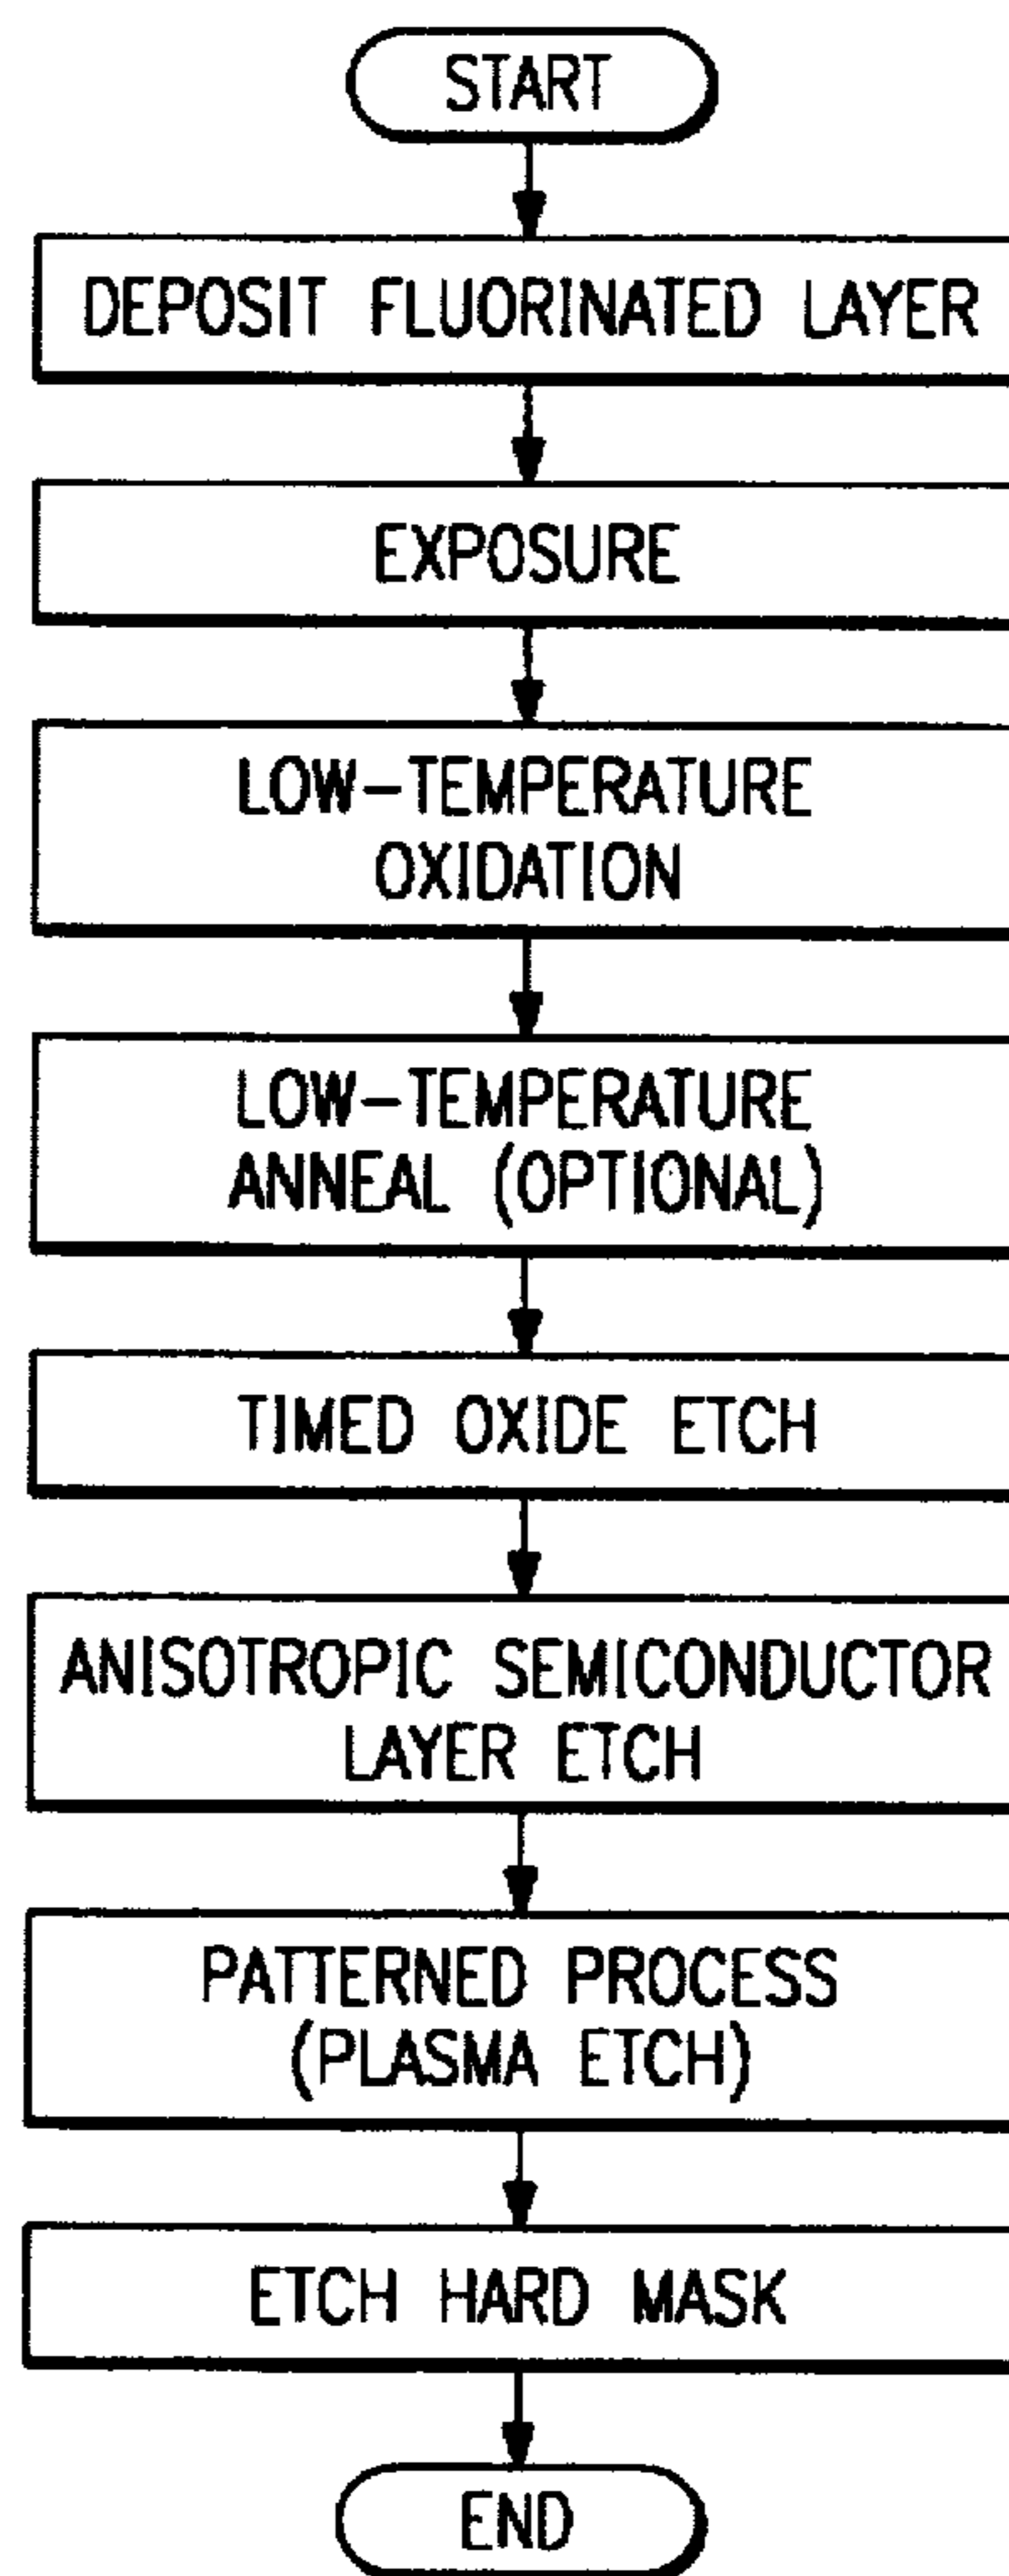 START
DEPOSIT FLUORINATED LAYER
EXPOSURE
LOW-TEMPERATURE
OXIDATION
LOW-TEMPERATURE
ANNEAL (OPTIONAL)
TIMED OXIDE ETCH
ANISOTROPIC SEMICONDUCTOR
LAYER ETCH
PATTERNED PROCESS
(PLASMA ETCH)
ETCH HARD MASK
END